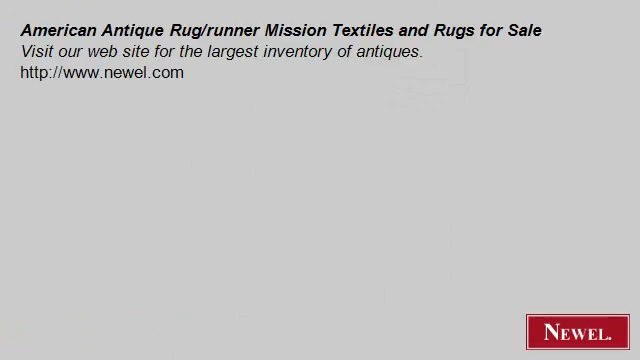 American Antique Rug/runner Mission Textiles and Rugs for Sale
Visit our web site for the largest inventory of antiques.
http://www.newel.com
NEWEL.